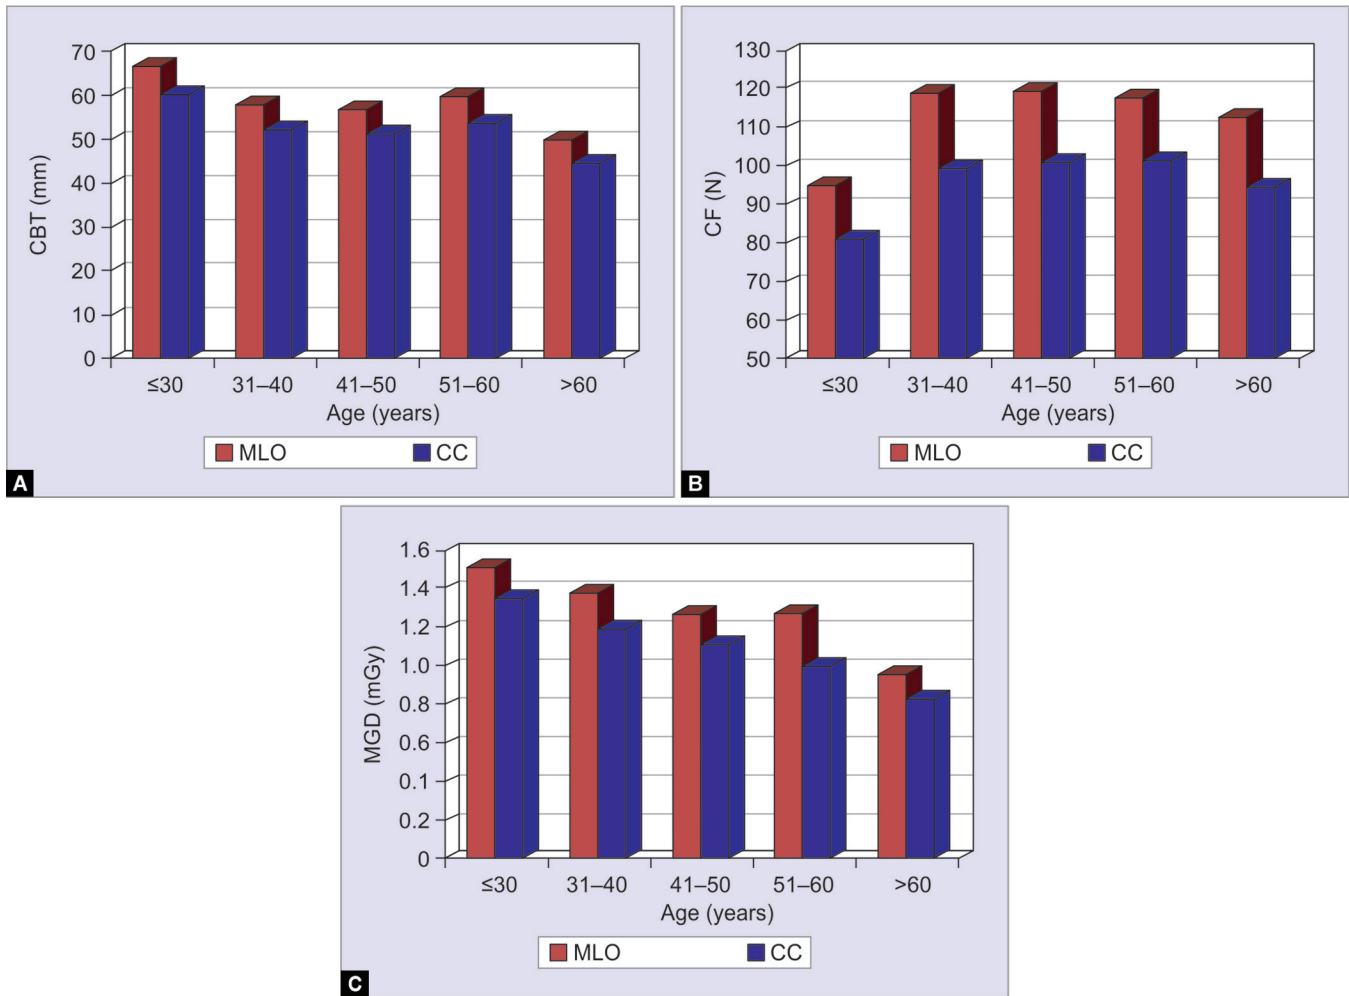 70
60
50
40
30
20
10
0
CBT (mm)
≤30 31–40 41–50 51–60 >60
Age (years)
MLO CC
A
130
120
110
100
90
80
70
60
50
CF (N)
≤30 31–40 41–50 51–60 >60
Age (years)
MLO CC
B
1.6
1.4
1.2
1.0
0.8
0.6
0.1
0.2
0
MGD (mGy)
≤30 31–40 41–50 51–60 >60
Age (years)
MLO CC
C